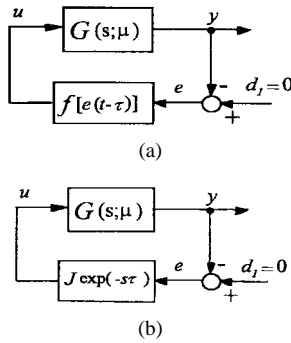 u
G(s;μ)
y
f[e(t-τ)]
e
-
d₁=0
+
(a)
u
G(s;μ)
y
J exp(-sτ)
e
-
d₁=0
+
(b)